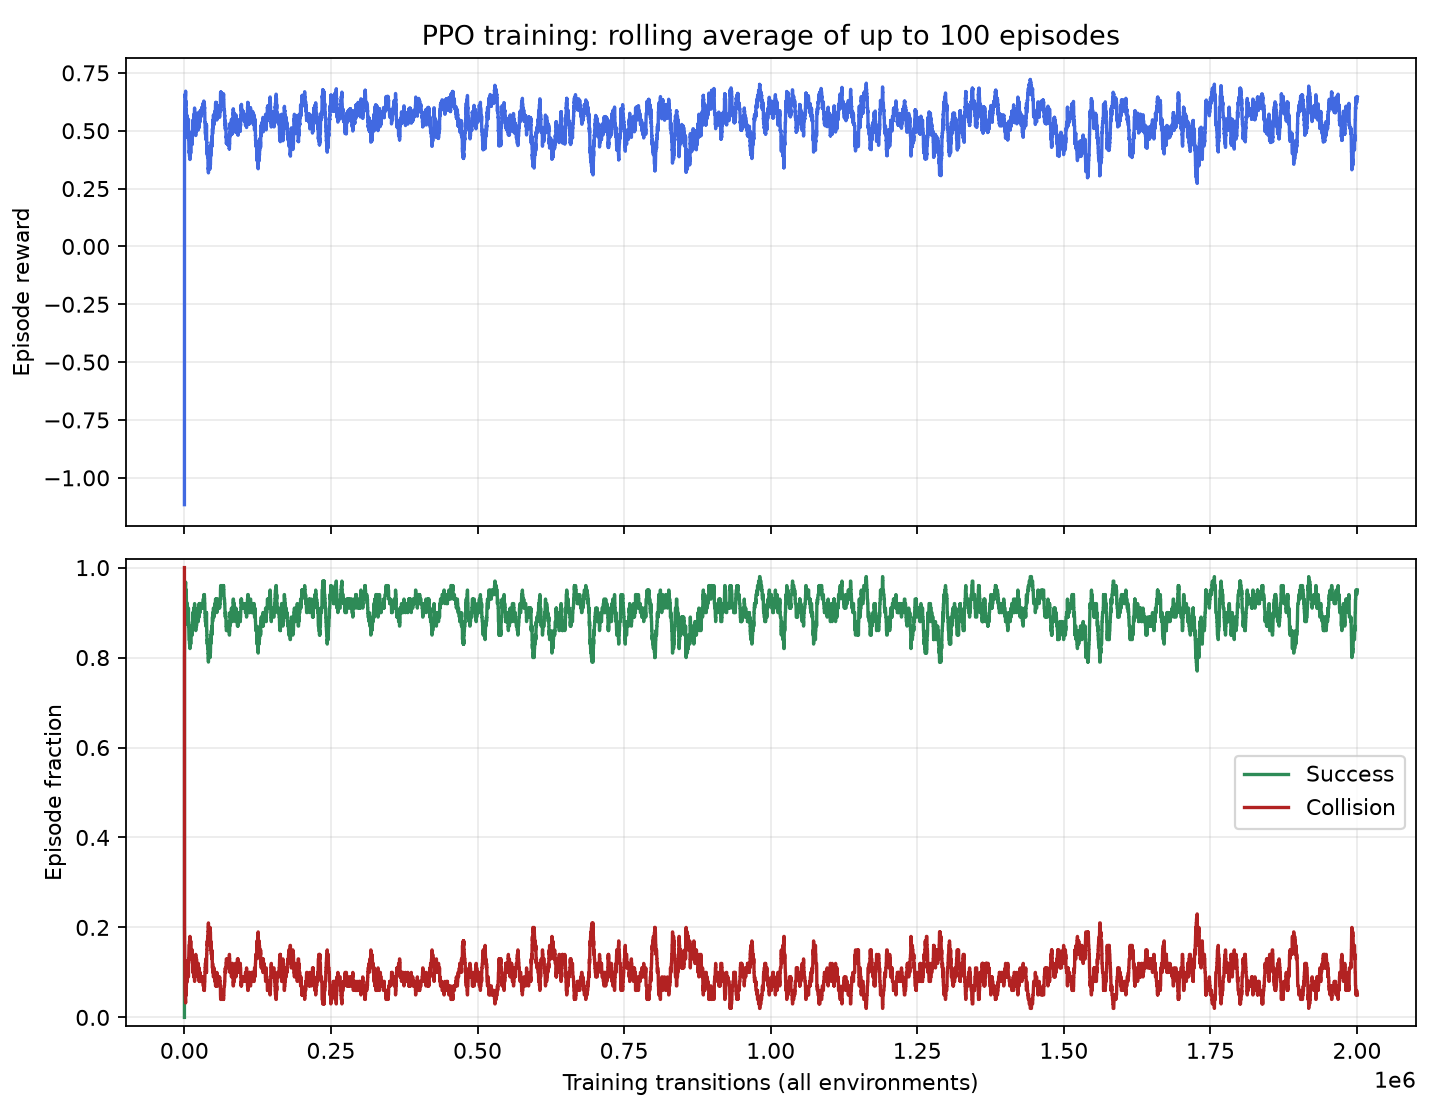 PPO training: rolling average of up to 100 episodes
Episode reward
0.75
0.50
0.25
0.00
−0.25
−0.50
−0.75
−1.00
Episode fraction
1.0
0.8
0.6
0.4
0.2
0.0
Success
Collision
0.00 0.25 0.50 0.75 1.00 1.25 1.50 1.75 2.00
1e6
Training transitions (all environments)